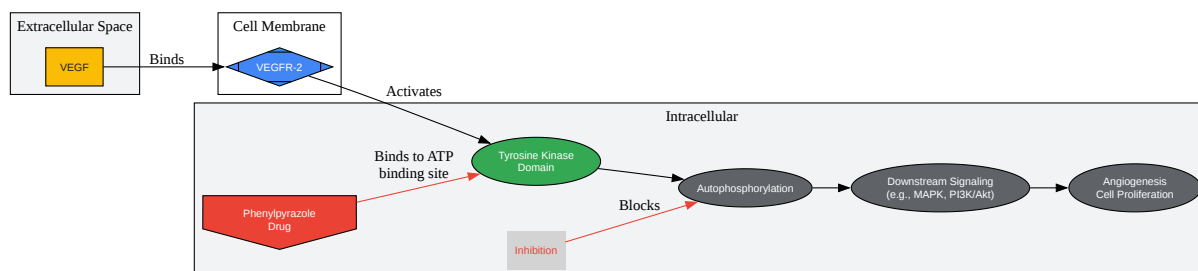 Extracellular Space
Cell Membrane
VEGF
Binds
VEGFR-2
Activates
Intracellular
Binds to ATP
binding site
Tyrosine Kinase
Domain
Autophosphorylation
Downstream Signaling
(e.g., MAPK, PI3K/Akt)
Angiogenesis
Cell Proliferation
Phenylpyrazole
Drug
Blocks
Inhibition